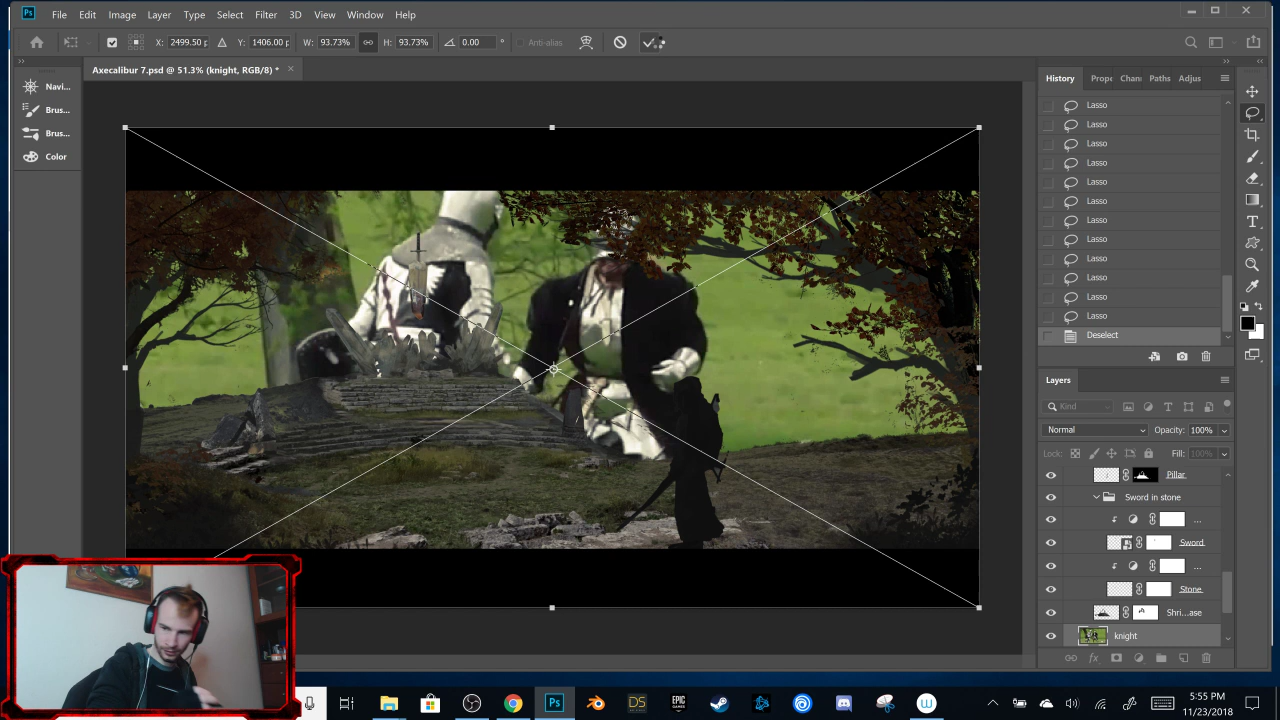 Ps File Edit Image Layer Type Select Filter 3D View Window Help
X: 2499.50 p Y: 1406.00 p W: 93.73% H: 93.73% 0.00 ° Anti-alias
Axecalibur 7.psd @ 51.3% (knight, RGB/8) * ×
Navi...
Brus...
Brus...
Color
History Prope Chan Paths Adjus
Lasso
Lasso
Lasso
Lasso
Lasso
Lasso
Lasso
Lasso
Lasso
Lasso
Lasso
Lasso
Deselect
Layers
Kind
Normal Opacity: 100%
Lock: Fill: 100%
Pillar
Sword in stone
...
Sword
...
Stone
Shri...ase
knight
Ps DS EPIC GAMES W
5:55 PM
11/23/2018